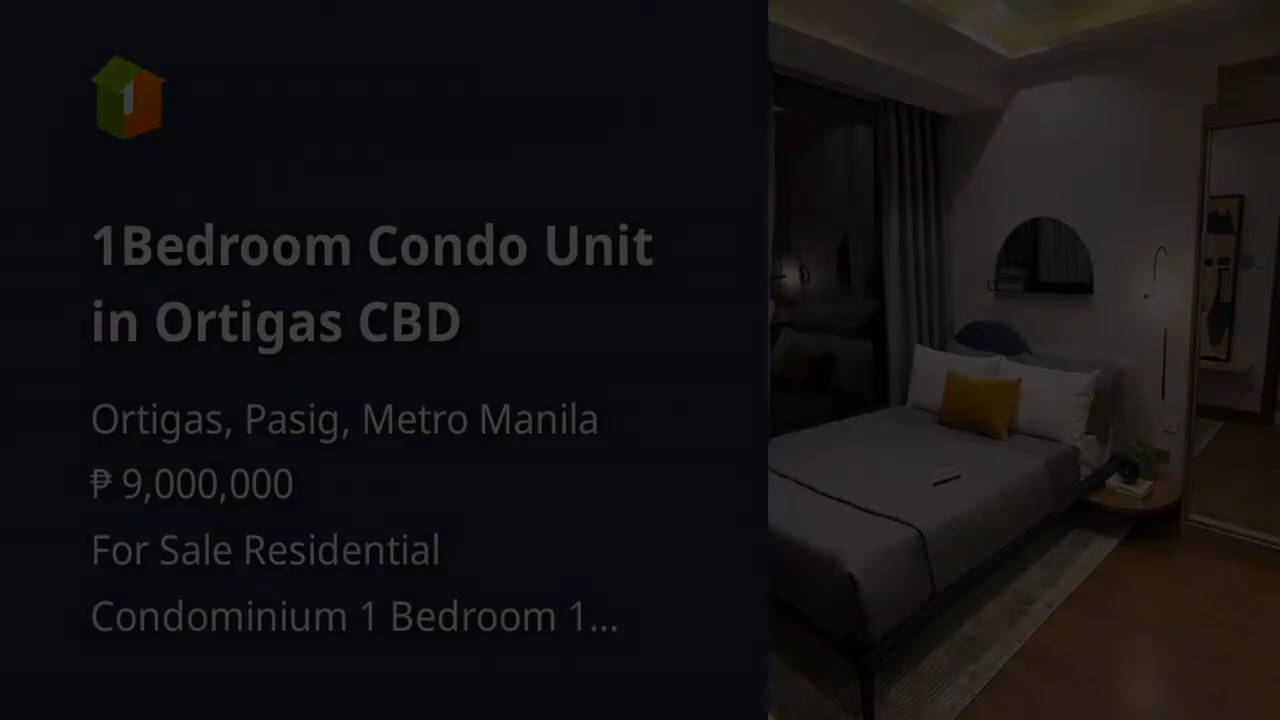 1Bedroom Condo Unit
in Ortigas CBD
Ortigas, Pasig, Metro Manila
₱ 9,000,000
For Sale Residential
Condominium 1 Bedroom 1...